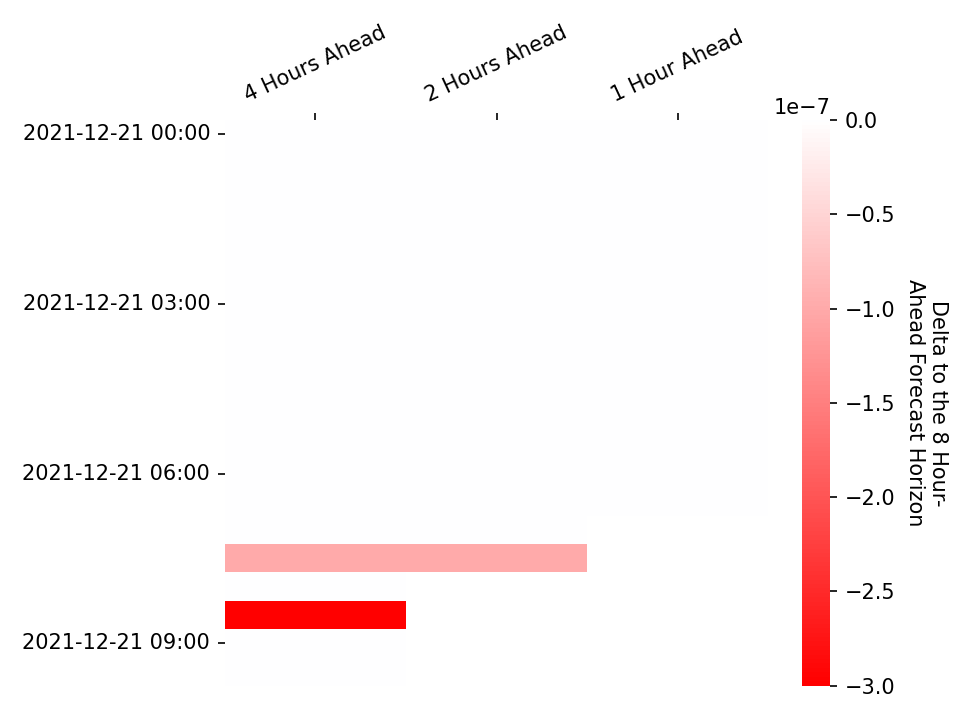 4 Hours Ahead
2 Hours Ahead
1 Hour Ahead
1e−7
2021-12-21 00:00
2021-12-21 03:00
2021-12-21 06:00
2021-12-21 09:00
0.0
−0.5
−1.0
−1.5
−2.0
−2.5
−3.0
Delta to the 8 Hour-
Ahead Forecast Horizon